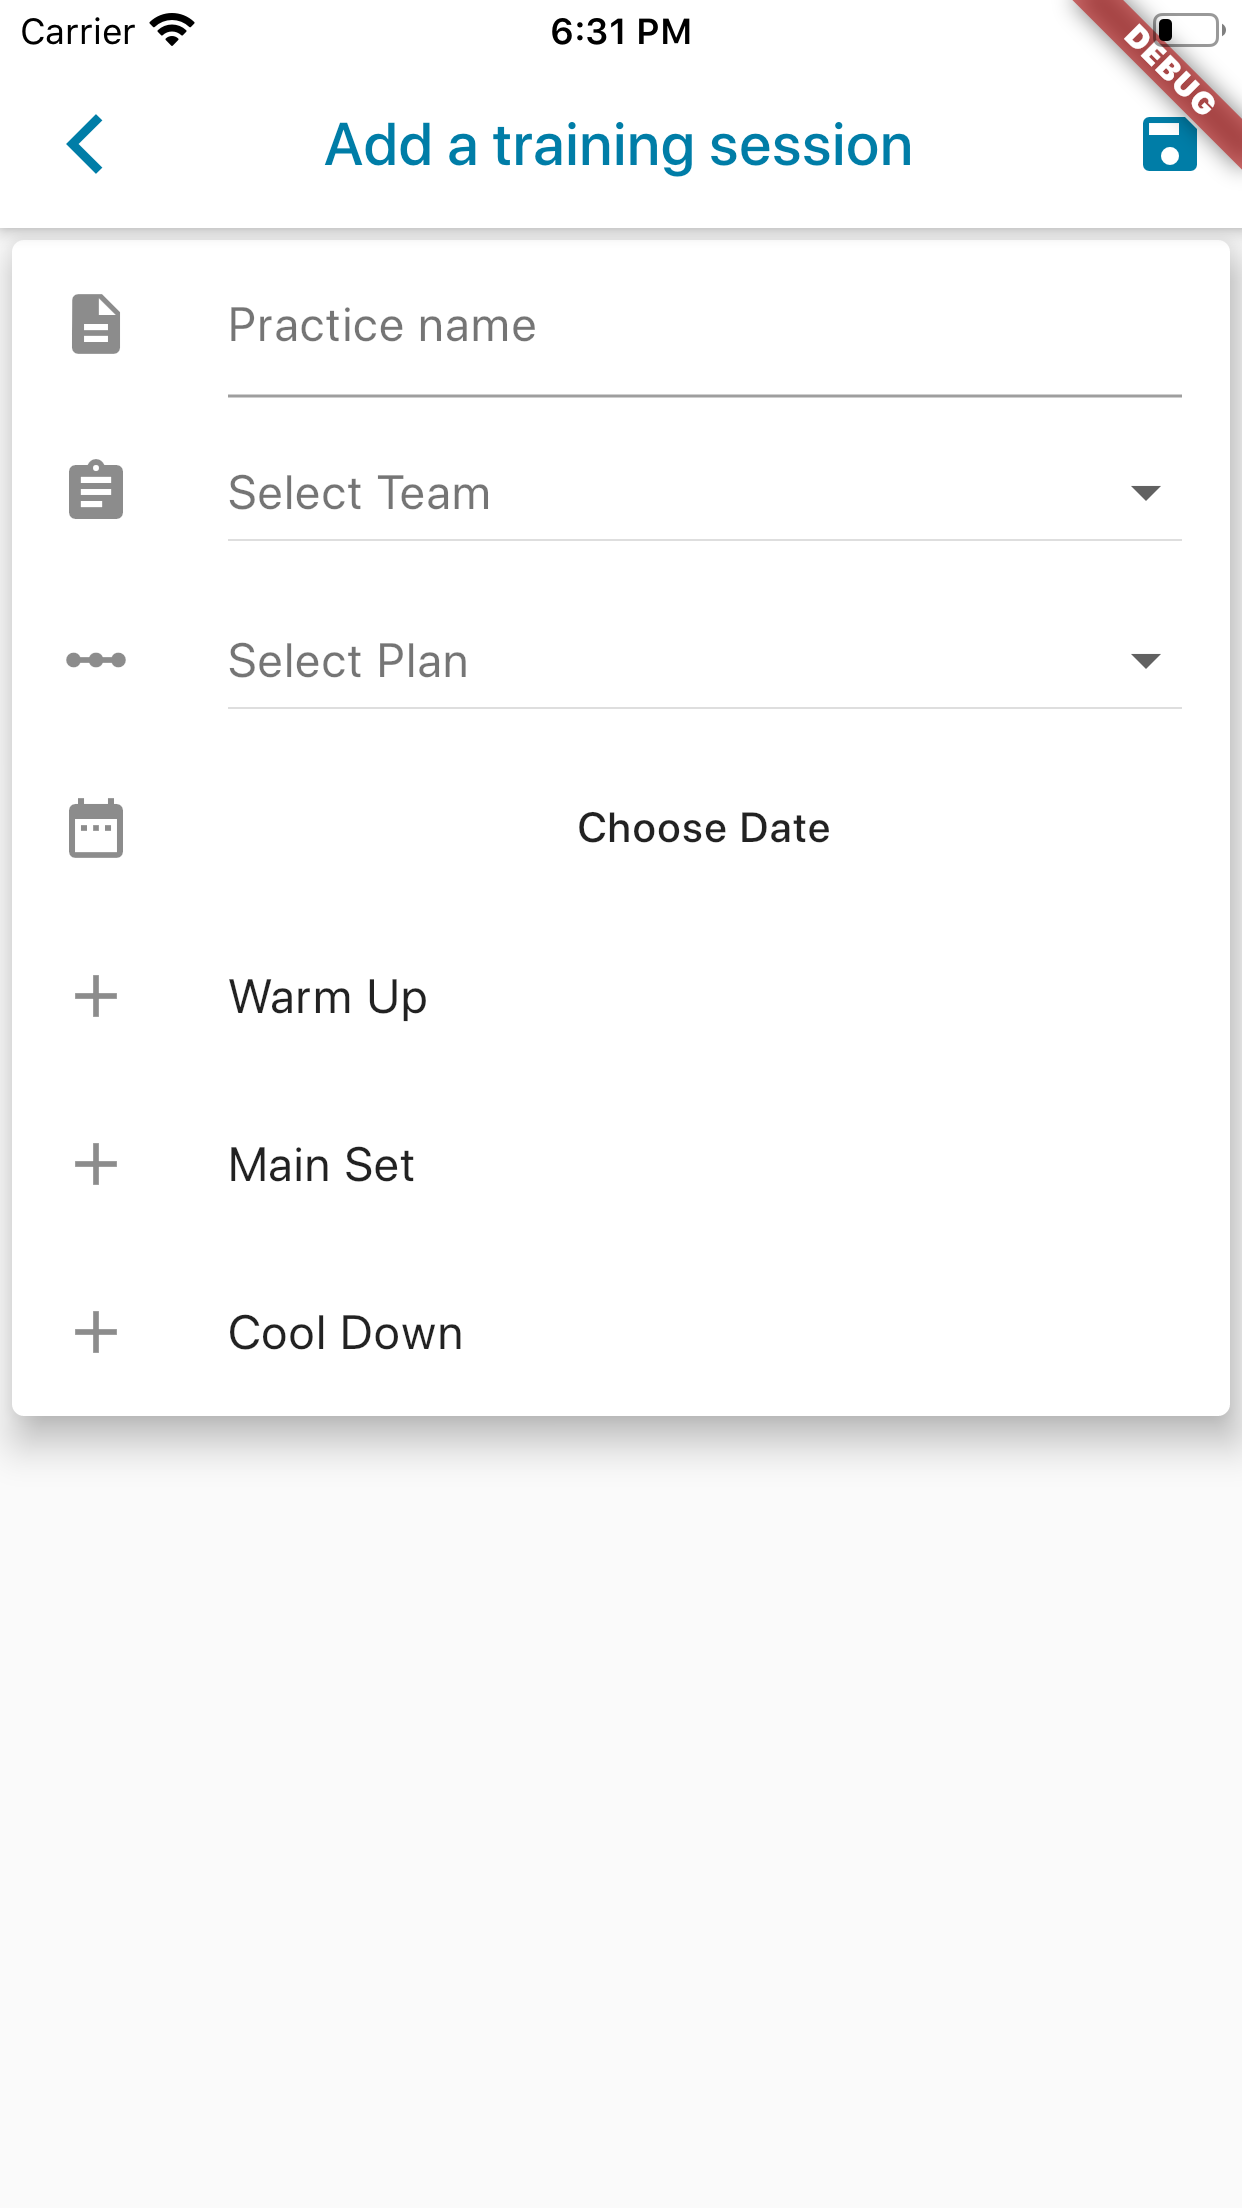 Carrier 6:31 PM
DEBUG
Add a training session
Practice name
Select Team
Select Plan
Choose Date
Warm Up
Main Set
Cool Down